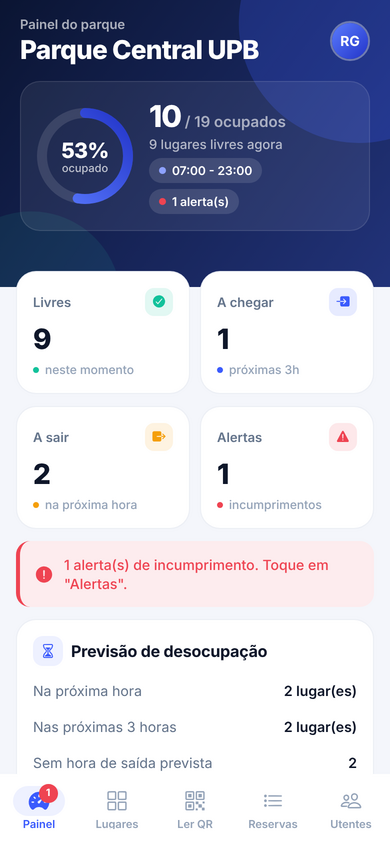 Painel do parque
Parque Central UPB
RG
53%
ocupado
10 / 19 ocupados
9 lugares livres agora
07:00 - 23:00
1 alerta(s)
Livres
9
neste momento
A chegar
1
próximas 3h
A sair
2
na próxima hora
Alertas
1
incumprimentos
1 alerta(s) de incumprimento. Toque em
"Alertas".
Previsão de desocupação
Na próxima hora 2 lugar(es)
Nas próximas 3 horas 2 lugar(es)
Sem hora de saída prevista 2
1
Painel
Lugares
Ler QR
Reservas
Utentes